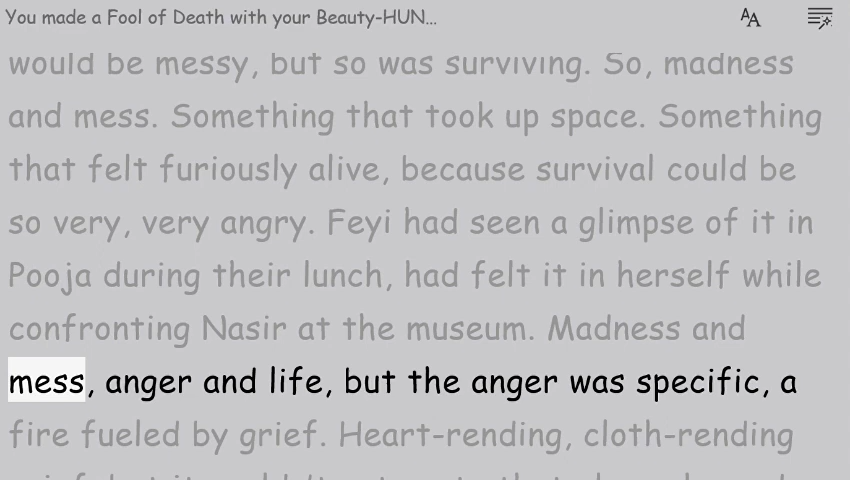 You made a Fool of Death with your Beauty-HUN...
AA
would be messy, but so was surviving. So, madness
and mess. Something that took up space. Something
that felt furiously alive, because survival could be
so very, very angry. Feyi had seen a glimpse of it in
Pooja during their lunch, had felt it in herself while
confronting Nasir at the museum. Madness and
mess, anger and life, but the anger was specific, a
fire fueled by grief. Heart-rending, cloth-rending